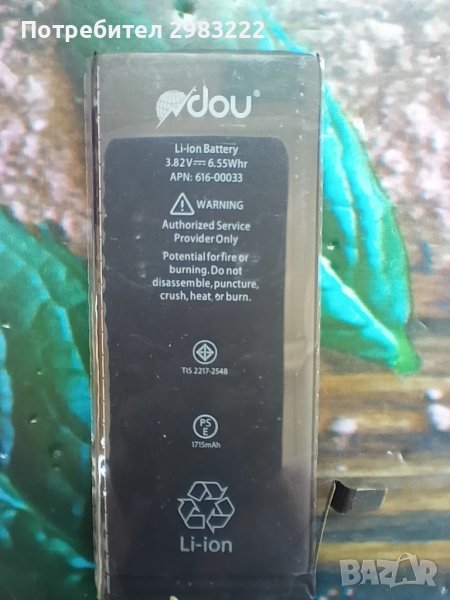 Потребител 2983222
dou®
Li-ion Battery
3.82V⎓ 6.55Whr
APN: 616-00033
WARNING
Authorized Service
Provider Only
Potential for fire or
burning. Do not
disassemble, puncture,
crush, heat, or burn.
TIS 2217-2548
PS
E
1715mAh
Li-ion
BAZAR